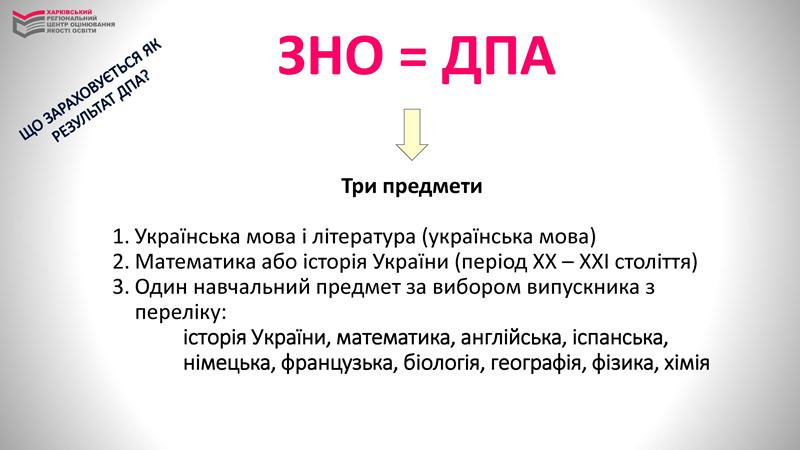 ХАРКІВСЬКИЙ
РЕГІОНАЛЬНИЙ
ЦЕНТР ОЦІНЮВАННЯ
ЯКОСТІ ОСВІТИ
ЩО ЗАРАХОВУЄТЬСЯ ЯК
РЕЗУЛЬТАТ ДПА?
ЗНО = ДПА
Три предмети
1. Українська мова і література (українська мова)
2. Математика або історія України (період ХХ – ХХІ століття)
3. Один навчальний предмет за вибором випускника з
переліку:
історія України, математика, англійська, іспанська,
німецька, французька, біологія, географія, фізика, хімія